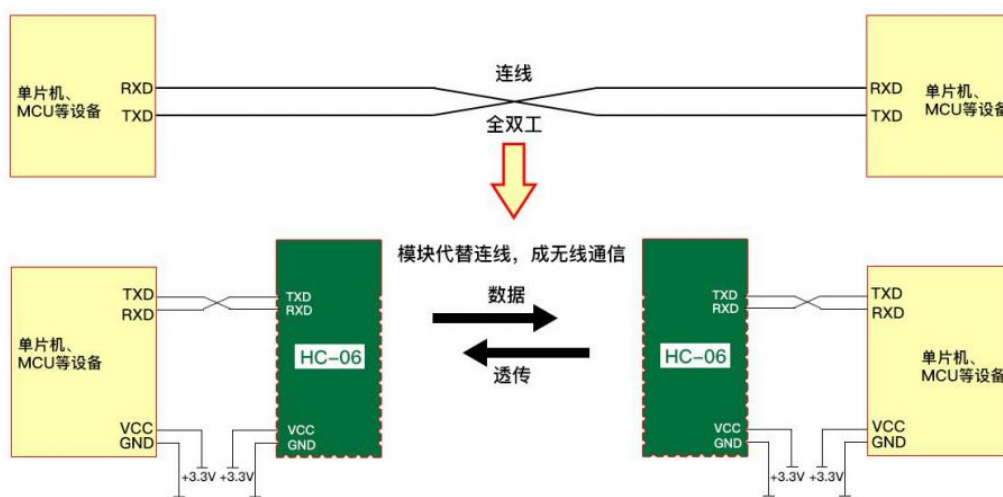 连线
单片机、
MCU等设备
RXD
TXD
RXD
TXD
单片机、
MCU等设备
全双工
模块代替连线，成无线通信
TXD
RXD
TXD
RXD
数据
TXD
RXD
TXD
RXD
单片机、
MCU等设备
HC-06
透传
HC-06
单片机、
MCU等设备
VCC
GND
VCC
GND
VCC
GND
VCC
GND
+3.3V
+3.3V
+3.3V
+3.3V